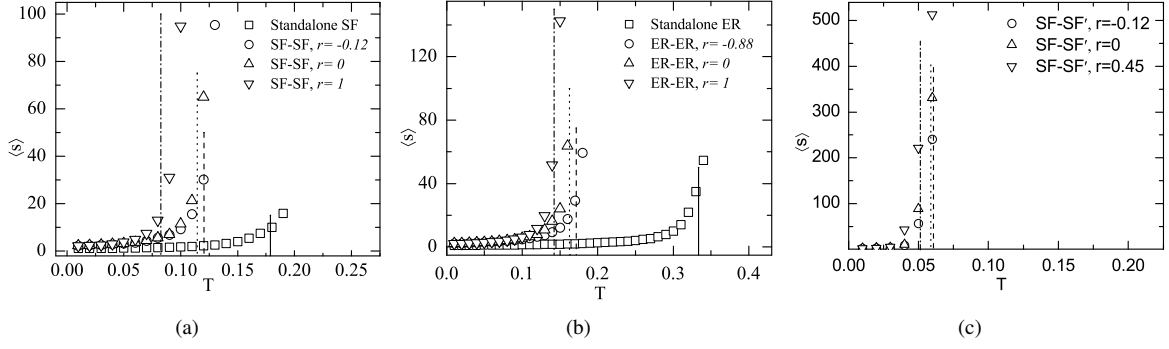 100
80
60
40
20
0
⟨s⟩
0.00 0.05 0.10 0.15 0.20 0.25
T
Standalone SF
SF-SF, r= -0.12
SF-SF, r= 0
SF-SF, r= 1
(a)
120
80
40
0
⟨s⟩
0.0 0.1 0.2 0.3 0.4
T
Standalone ER
ER-ER, r= -0.88
ER-ER, r= 0
ER-ER, r= 1
(b)
500
400
300
200
100
⟨s⟩
0.00 0.05 0.10 0.15 0.20
T
SF-SF′, r=-0.12
SF-SF′, r=0
SF-SF′, r=0.45
(c)